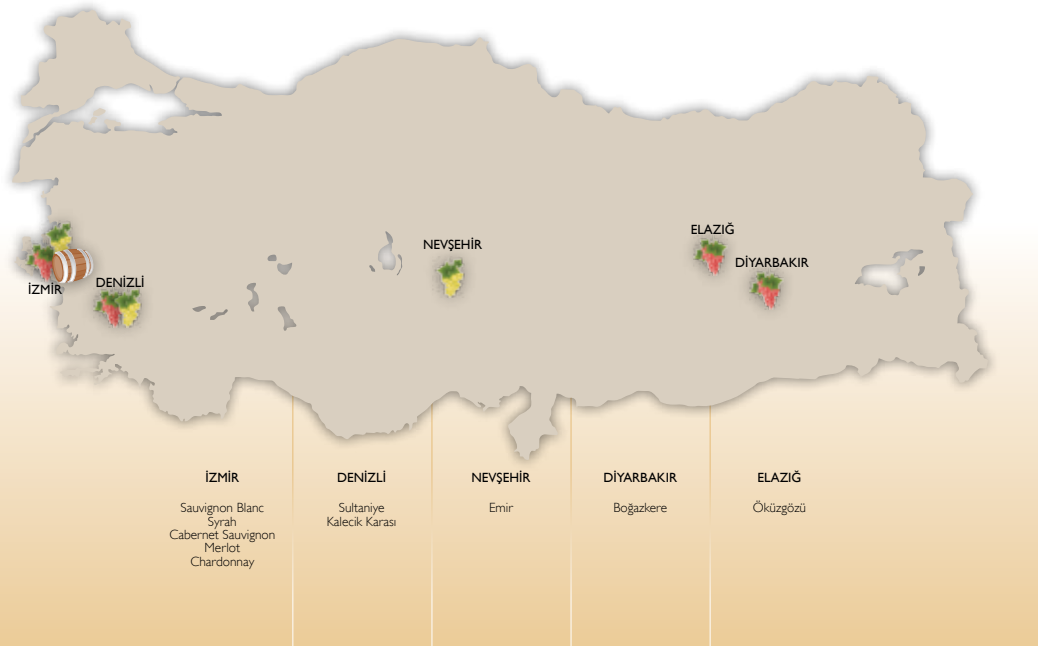 ELAZIĞ
NEVŞEHİR
DİYARBAKIR
DENİZLİ
İZMİR
İZMİR
Sauvignon Blanc
Syrah
Cabernet Sauvignon
Merlot
Chardonnay
DENİZLİ
Sultaniye
Kalecik Karası
NEVŞEHİR
Emir
DİYARBAKIR
Boğazkere
ELAZIĞ
Öküzgözü